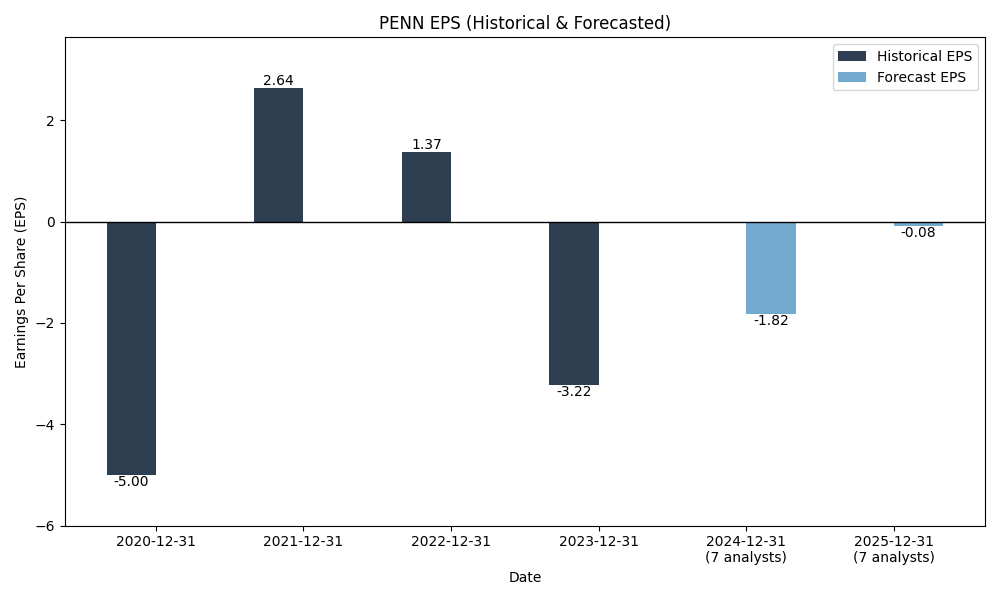 PENN EPS (Historical & Forecasted)
Historical EPS
Forecast EPS
2.64
1.37
-0.08
-1.82
-3.22
-5.00
Earnings Per Share (EPS)
2
0
−2
−4
−6
2020-12-31
2021-12-31
2022-12-31
2023-12-31
2024-12-31
(7 analysts)
2025-12-31
(7 analysts)
Date